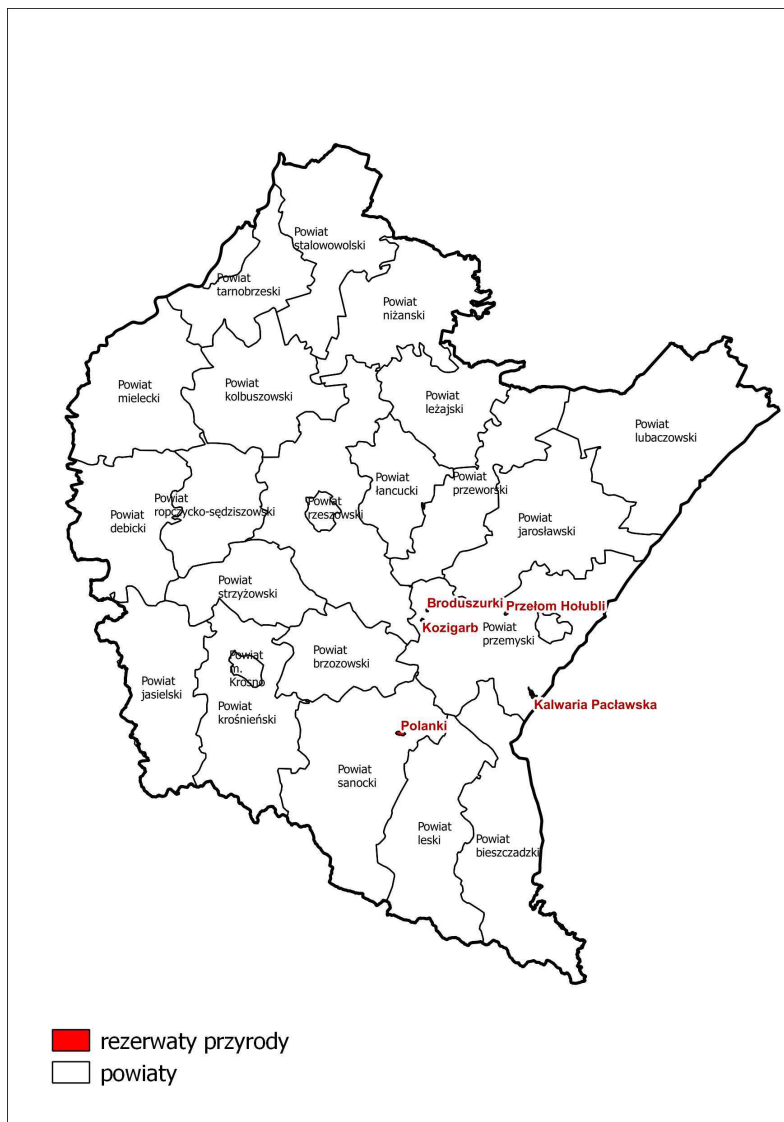 Powiat
stalowowolski
Powiat
tarnobrzeski
Powiat
niżanski
Powiat
mielecki
Powiat
kolbuszowski
Powiat
leżajski
Powiat
lubaczowski
Powiat
ropczycko-sędziszowski
Powiat
debicki
Powiat
rzeszowski
Powiat
łancucki
Powiat
przeworski
Powiat
jarosławski
Powiat
strzyżowski
Broduszurki
Przełom Hołubli
Kozigarb
Powiat
przemyski
Powiat
jasielski
Powiat
m.
Krosno
Powiat
brzozowski
Powiat
krośnieński
Kalwaria Pacławska
Polanki
Powiat
sanocki
Powiat
leski
Powiat
bieszczadzki
rezerwaty przyrody
powiaty